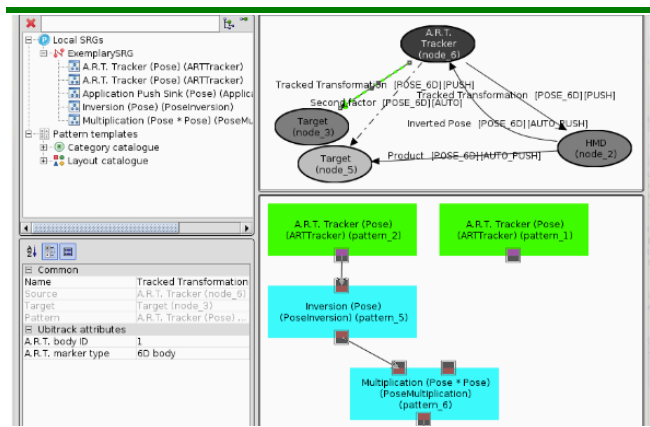 Local SRGs
ExemplarySRG
A.R.T. Tracker (Pose) (ARTTracker)
A.R.T. Tracker (Pose) (ARTTracker)
Application Push Sink (Pose) (Applic
Inversion (Pose) (PoseInversion)
Multiplication (Pose * Pose) (PoseMu
Pattern templates
Category catalogue
Layout catalogue
Common
Name Tracked Transformation
Source A.R.T. Tracker (node_6)
Target Target (node_3)
Pattern A.R.T. Tracker (Pose) ...
Ubitrack attributes
A.R.T. body ID 1
A.R.T. marker type 6D body
A.R.T.
Tracker
(node_6)
Tracked Transformation [POSE_6D][PUSH]
Tracked Transformation [POSE_6D][PUSH]
Second factor [POSE_6D][AUTO]
Target
(node_3)
Inverted Pose [POSE_6D][AUTO_PUSH]
HMD
(node_2)
Target
(node_5)
Product [POSE_6D][AUTO_PUSH]
A.R.T. Tracker (Pose)
(ARTTracker) (pattern_2)
A.R.T. Tracker (Pose)
(ARTTracker) (pattern_1)
Inversion (Pose)
(PoseInversion) (pattern_5)
Multiplication (Pose * Pose)
(PoseMultiplication)
(pattern_6)